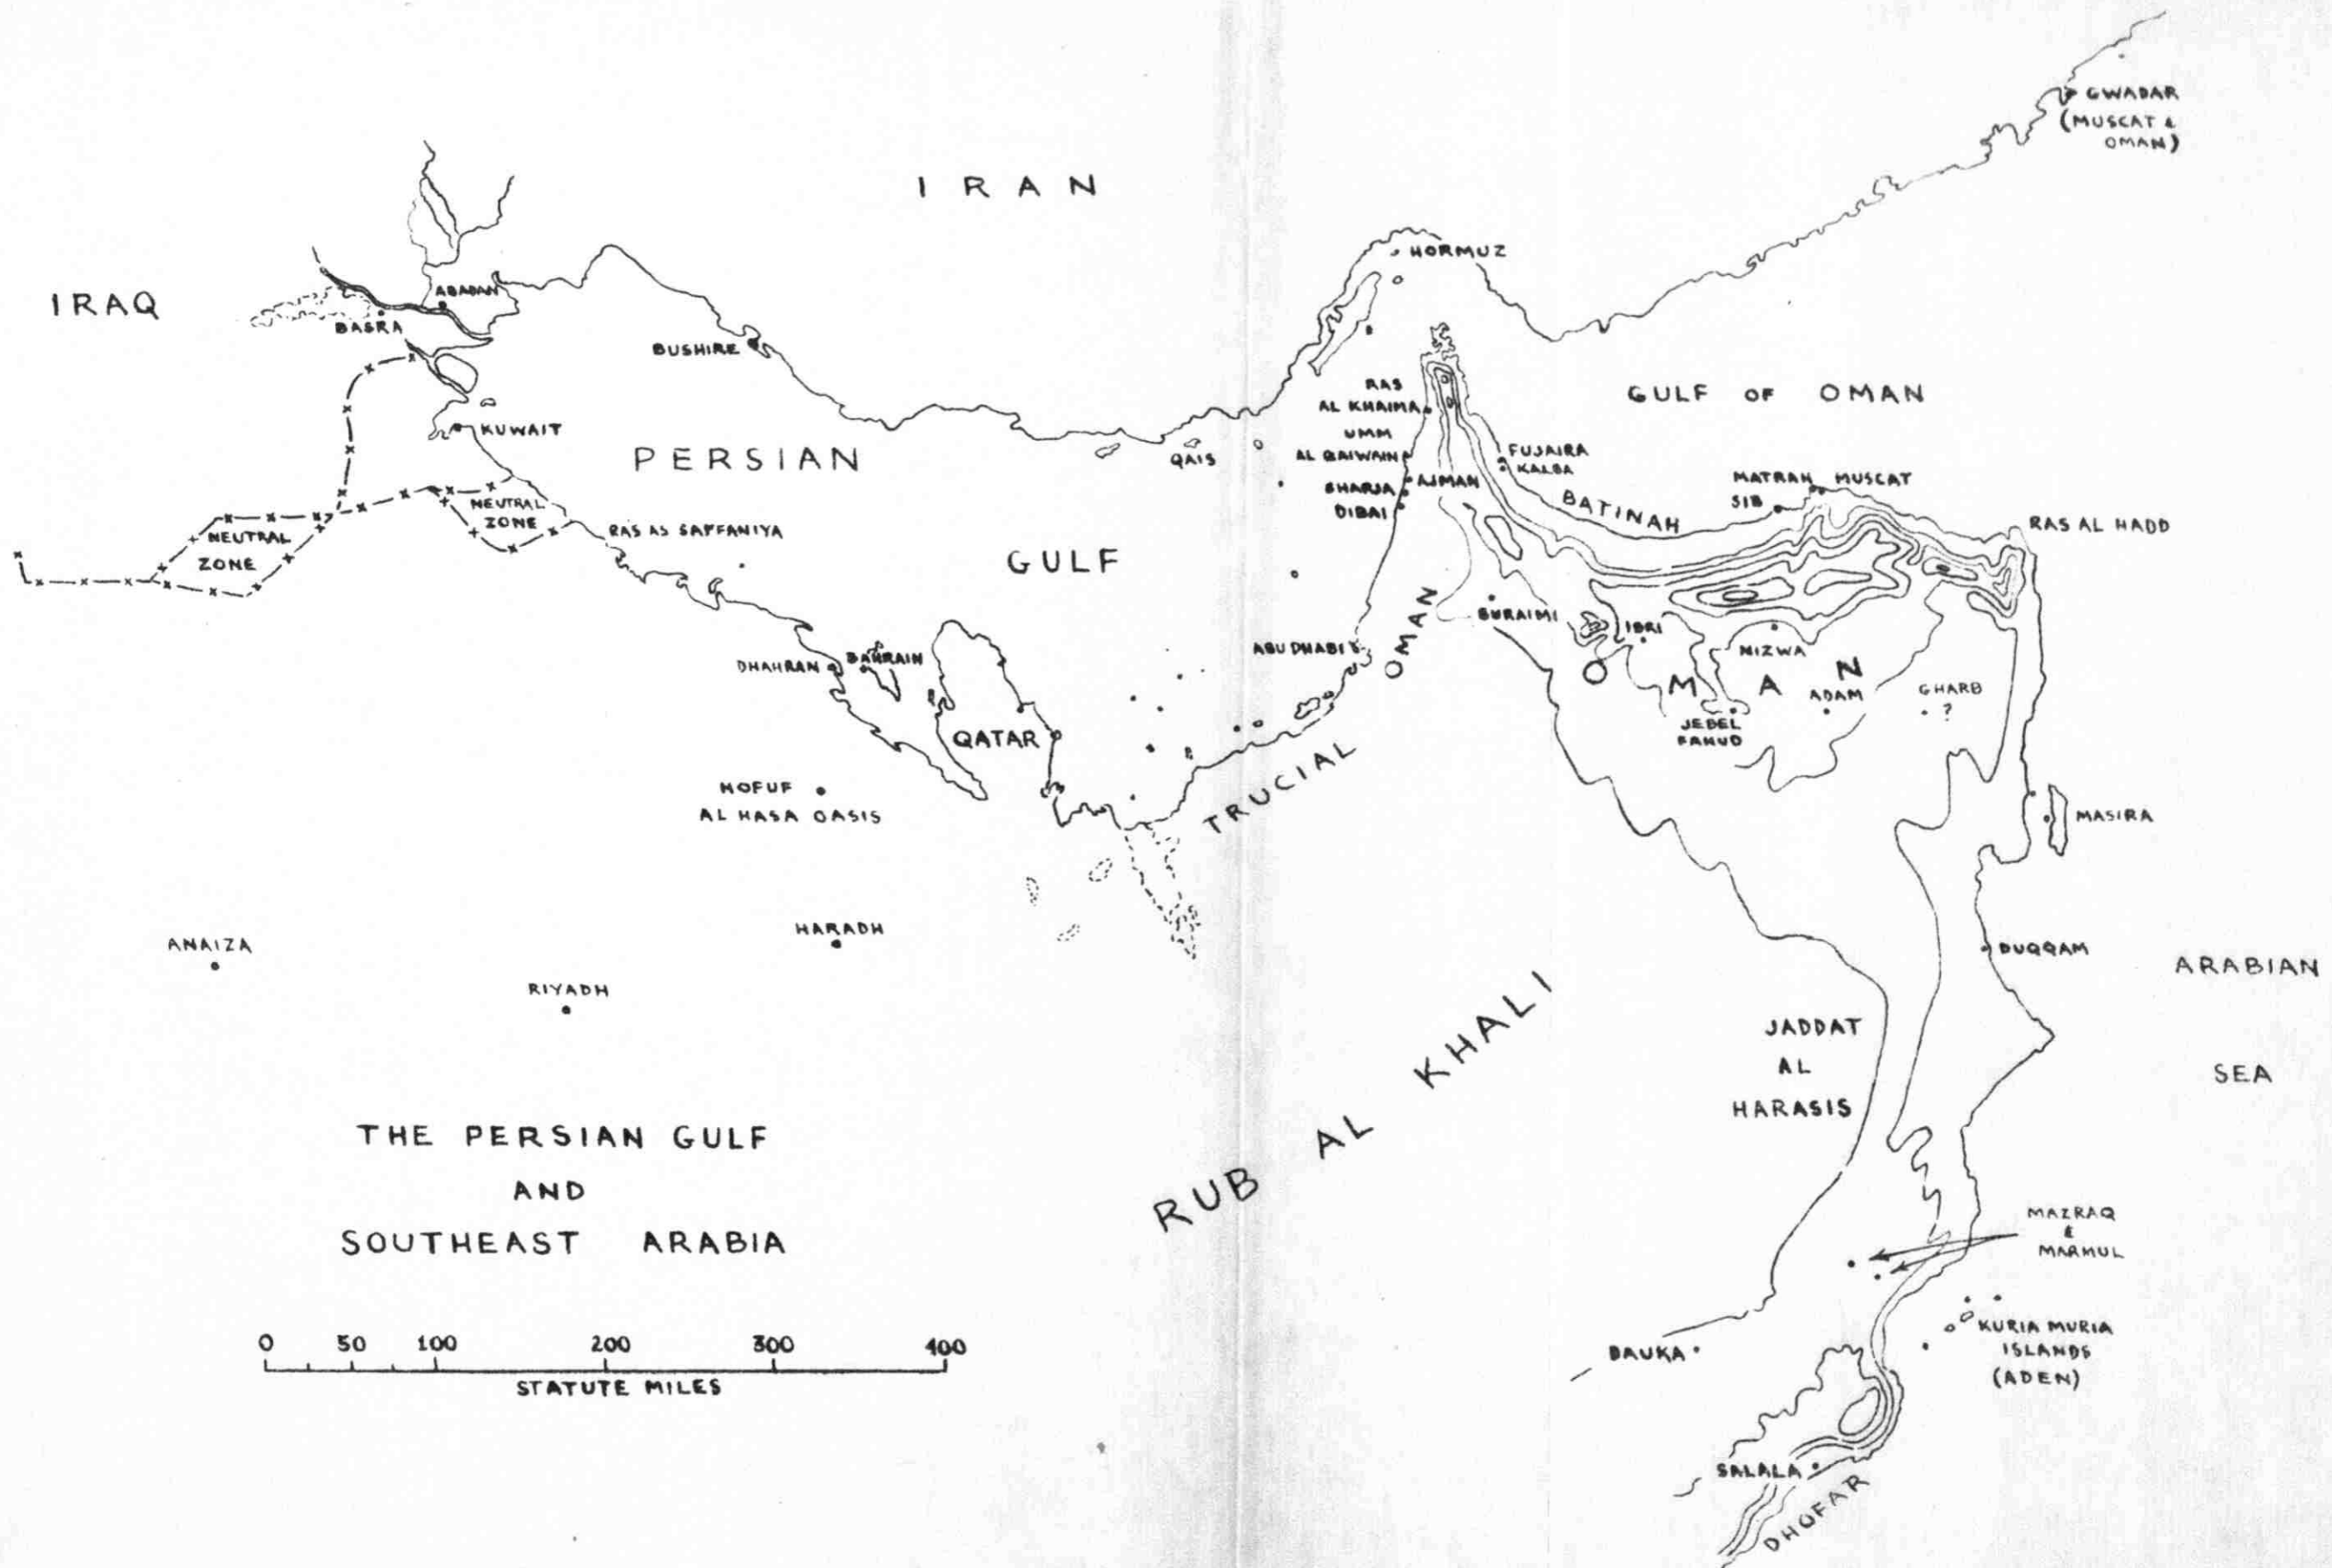 GWADAR
(MUSCAT &
OMAN)
IRAN
HORMUZ
IRAQ
ABADAN
BASRA
BUSHIRE
KUWAIT
PERSIAN
GULF
QAIS
NEUTRAL
ZONE
NEUTRAL
ZONE
RAS AS SAFFANIYA
RAS
AL KHAIMA
UMM
AL QAIWAIN
AJMAN
SHARJA
DIBAI
FUJAIRA
KALBA
GULF OF OMAN
BATINAH
MATRAH
MUSCAT
SIB
RAS AL HADD
BURAIMI
IBRI
NIZWA
OMAN
ADAM
GHARB
?
JEBEL
FAHUD
ABU DHABI
TRUCIAL OMAN
DHAHRAN
BAHRAIN
QATAR
HOFUF
AL HASA OASIS
MASIRA
ANAIZA
HARADH
RIYADH
DUQQAM
ARABIAN
SEA
JADDAT
AL
HARASIS
RUB AL KHALI
THE PERSIAN GULF
AND
SOUTHEAST ARABIA
MAZRAQ
&
MARMUL
KURIA MURIA
ISLANDS
(ADEN)
DAUKA
SALALA
DHOFAR
0 50 100 200 300 400
STATUTE MILES